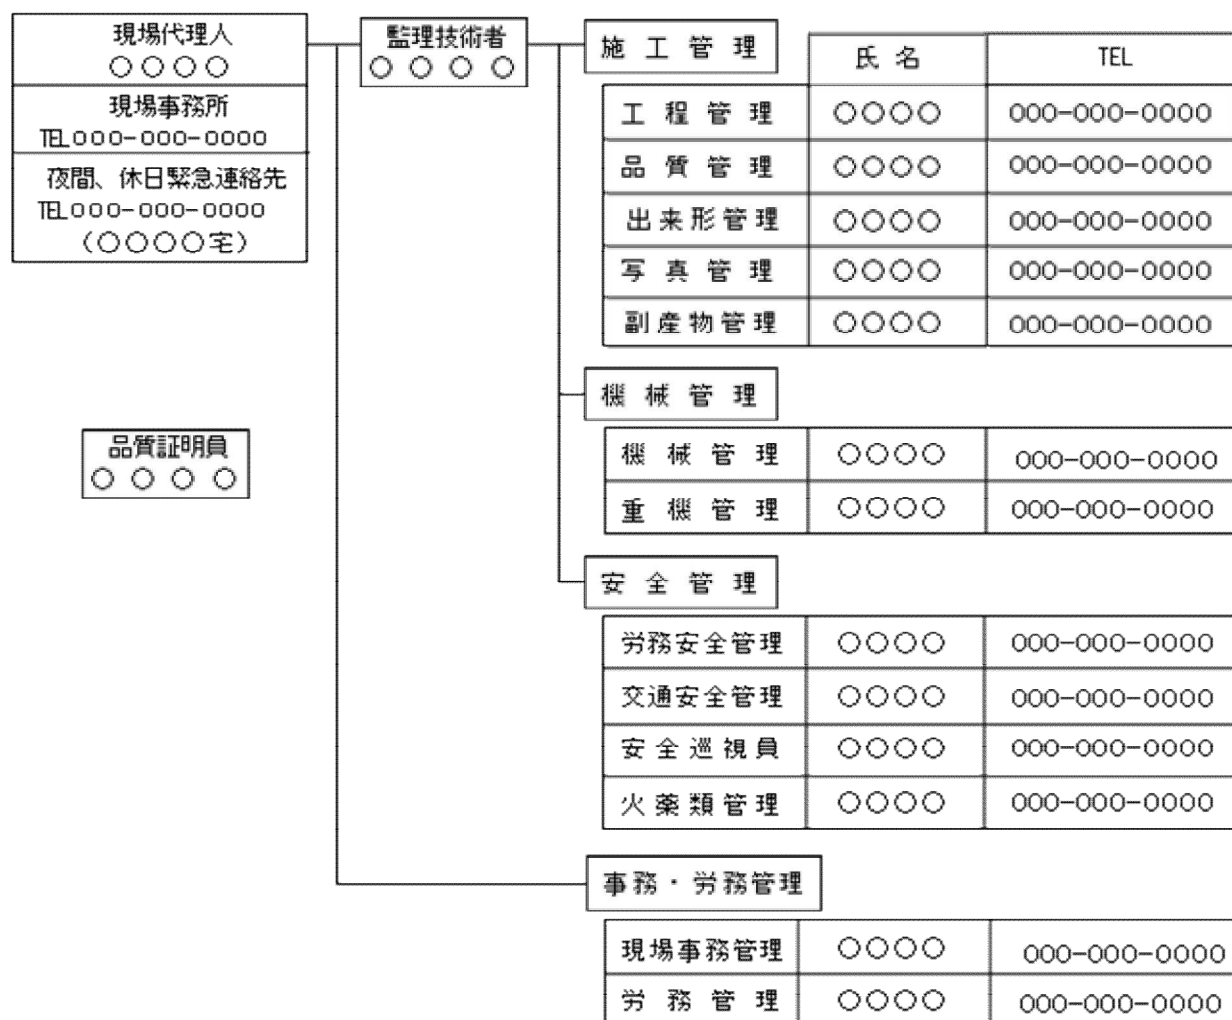 現場代理人
○○○○
現場事務所
TEL000-000-0000
夜間、休日緊急連絡先
TEL000-000-0000
(○○○○宅)
品質証明員
○○○○
監理技術者
○○○○
施工管理
氏名 TEL
工程管理 ○○○○ 000-000-0000
品質管理 ○○○○ 000-000-0000
出来形管理 ○○○○ 000-000-0000
写真管理 ○○○○ 000-000-0000
副産物管理 ○○○○ 000-000-0000
機械管理
機械管理 ○○○○ 000-000-0000
重機管理 ○○○○ 000-000-0000
安全管理
労務安全管理 ○○○○ 000-000-0000
交通安全管理 ○○○○ 000-000-0000
安全巡視員 ○○○○ 000-000-0000
火薬類管理 ○○○○ 000-000-0000
事務・労務管理
現場事務管理 ○○○○ 000-000-0000
労務管理 ○○○○ 000-000-0000